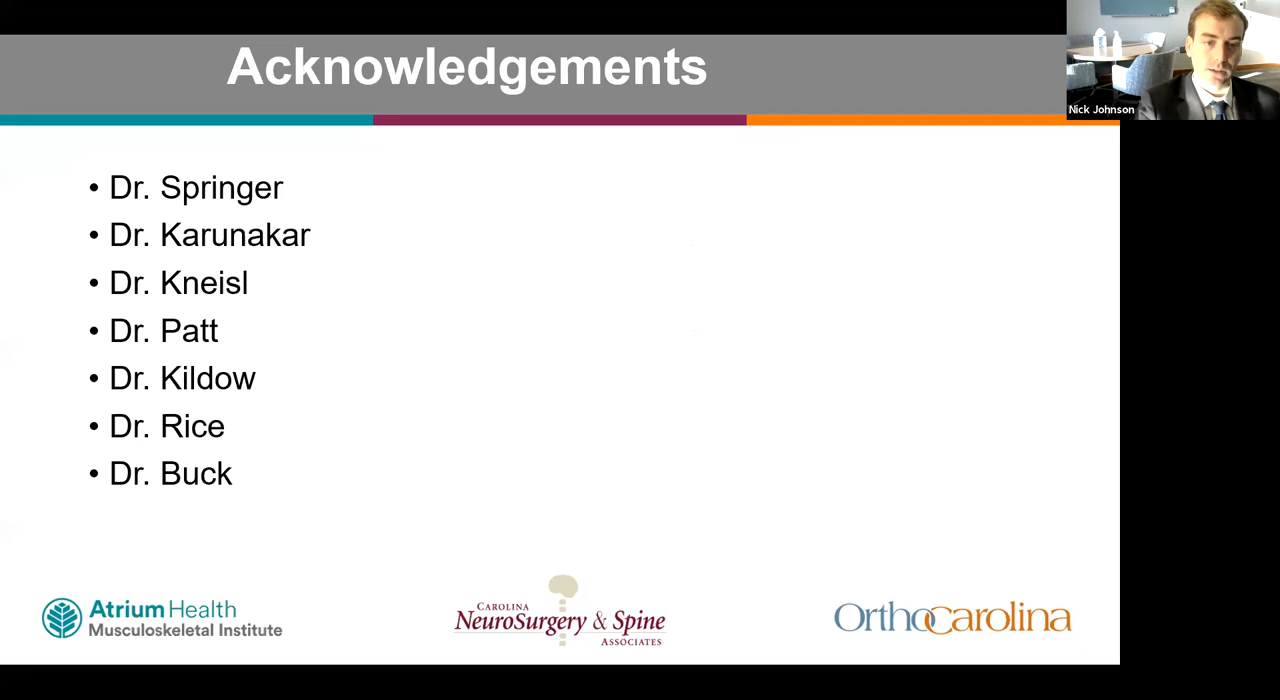 Acknowledgements
Nick Johnson
• Dr. Springer
• Dr. Karunakar
• Dr. Kneisl
• Dr. Patt
• Dr. Kildow
• Dr. Rice
• Dr. Buck
Atrium Health
Musculoskeletal Institute
CAROLINA
NEUROSURGERY & SPINE
ASSOCIATES
OrthoCarolina